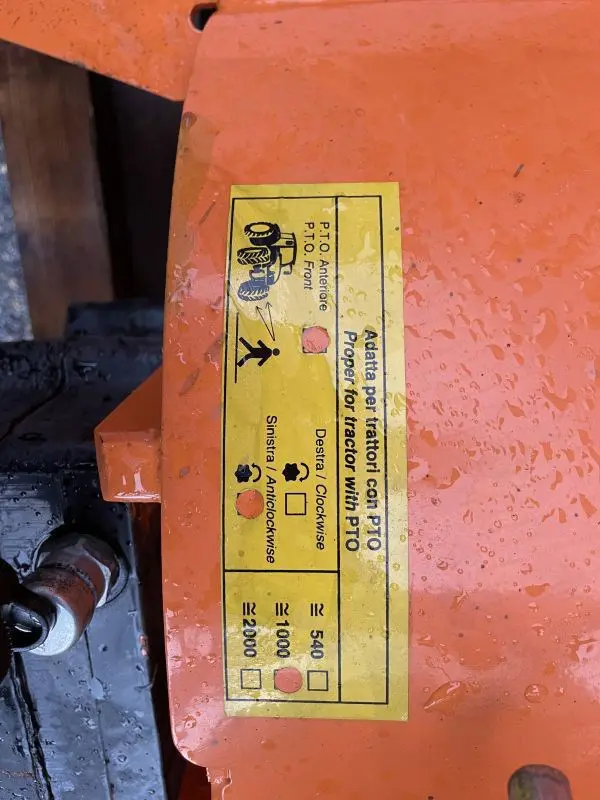 Adatta per trattori con PTO
Proper for tractor with PTO
P.T.O. Anteriore
P.T.O. Front
Destra / Clockwise
Sinistra / Anticlockwise
≅ 540
≅ 1000
≅ 2000